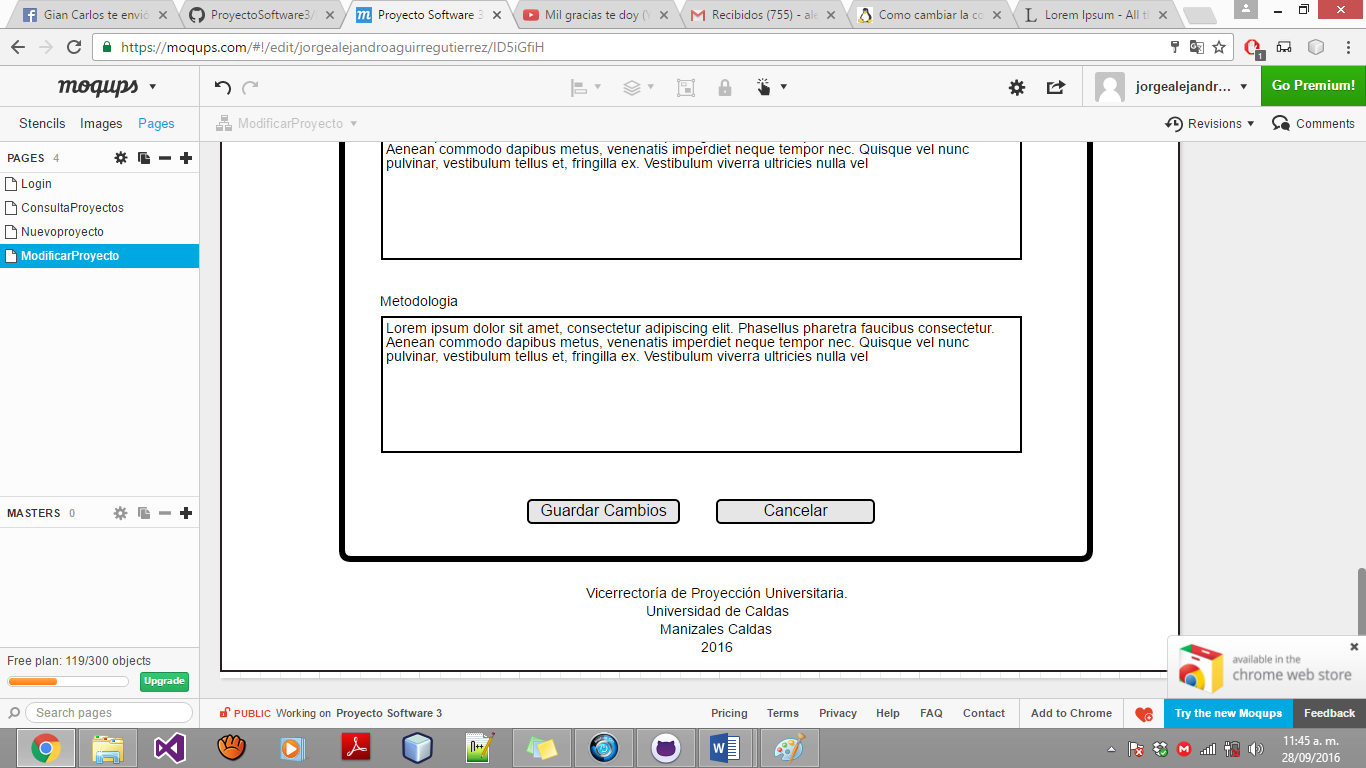 Gian Carlos te envió
ProyectoSoftware3/
Proyecto Software 3
Mil gracias te doy (Y
Recibidos (755) - ale
Como cambiar la co
Lorem Ipsum - All t
https://moqups.com/#!/edit/jorgealejandroaguirregutierrez/ID5iGfiH
1
moqups
jorgealejandr...
Go Premium!
Stencils Images Pages
ModificarProyecto
Revisions
Comments
PAGES 4
Login
ConsultaProyectos
Nuevoproyecto
ModificarProyecto
Aenean commodo dapibus metus, venenatis imperdiet neque tempor nec. Quisque vel nunc
pulvinar, vestibulum tellus et, fringilla ex. Vestibulum viverra ultricies nulla vel
Metodologia
Lorem ipsum dolor sit amet, consectetur adipiscing elit. Phasellus pharetra faucibus consectetur.
Aenean commodo dapibus metus, venenatis imperdiet neque tempor nec. Quisque vel nunc
pulvinar, vestibulum tellus et, fringilla ex. Vestibulum viverra ultricies nulla vel
Guardar Cambios
Cancelar
MASTERS 0
Vicerrectoría de Proyección Universitaria.
Universidad de Caldas
Manizales Caldas
2016
Free plan: 119/300 objects
Upgrade
available in the
chrome web store
Search pages
PUBLIC Working on Proyecto Software 3
Pricing Terms Privacy Help FAQ Contact Add to Chrome
Try the new Moqups
Feedback
11:45 a. m.
28/09/2016